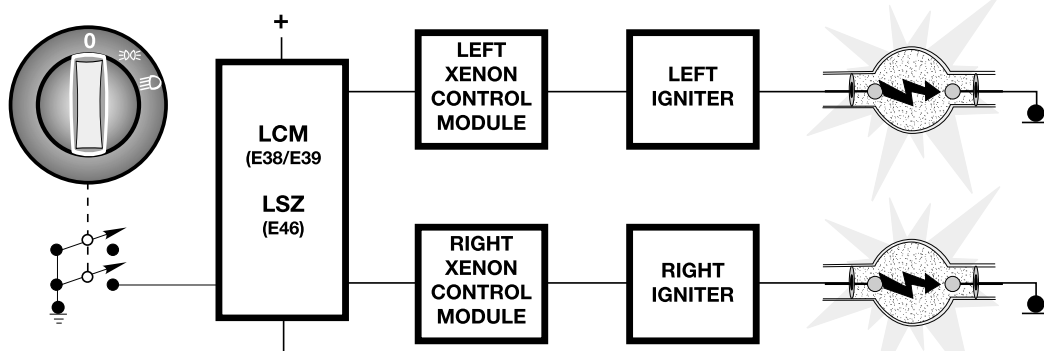 0
+
LCM
(E38/E39
LSZ
(E46)
LEFT
XENON
CONTROL
MODULE
LEFT
IGNITER
RIGHT
XENON
CONTROL
MODULE
RIGHT
IGNITER